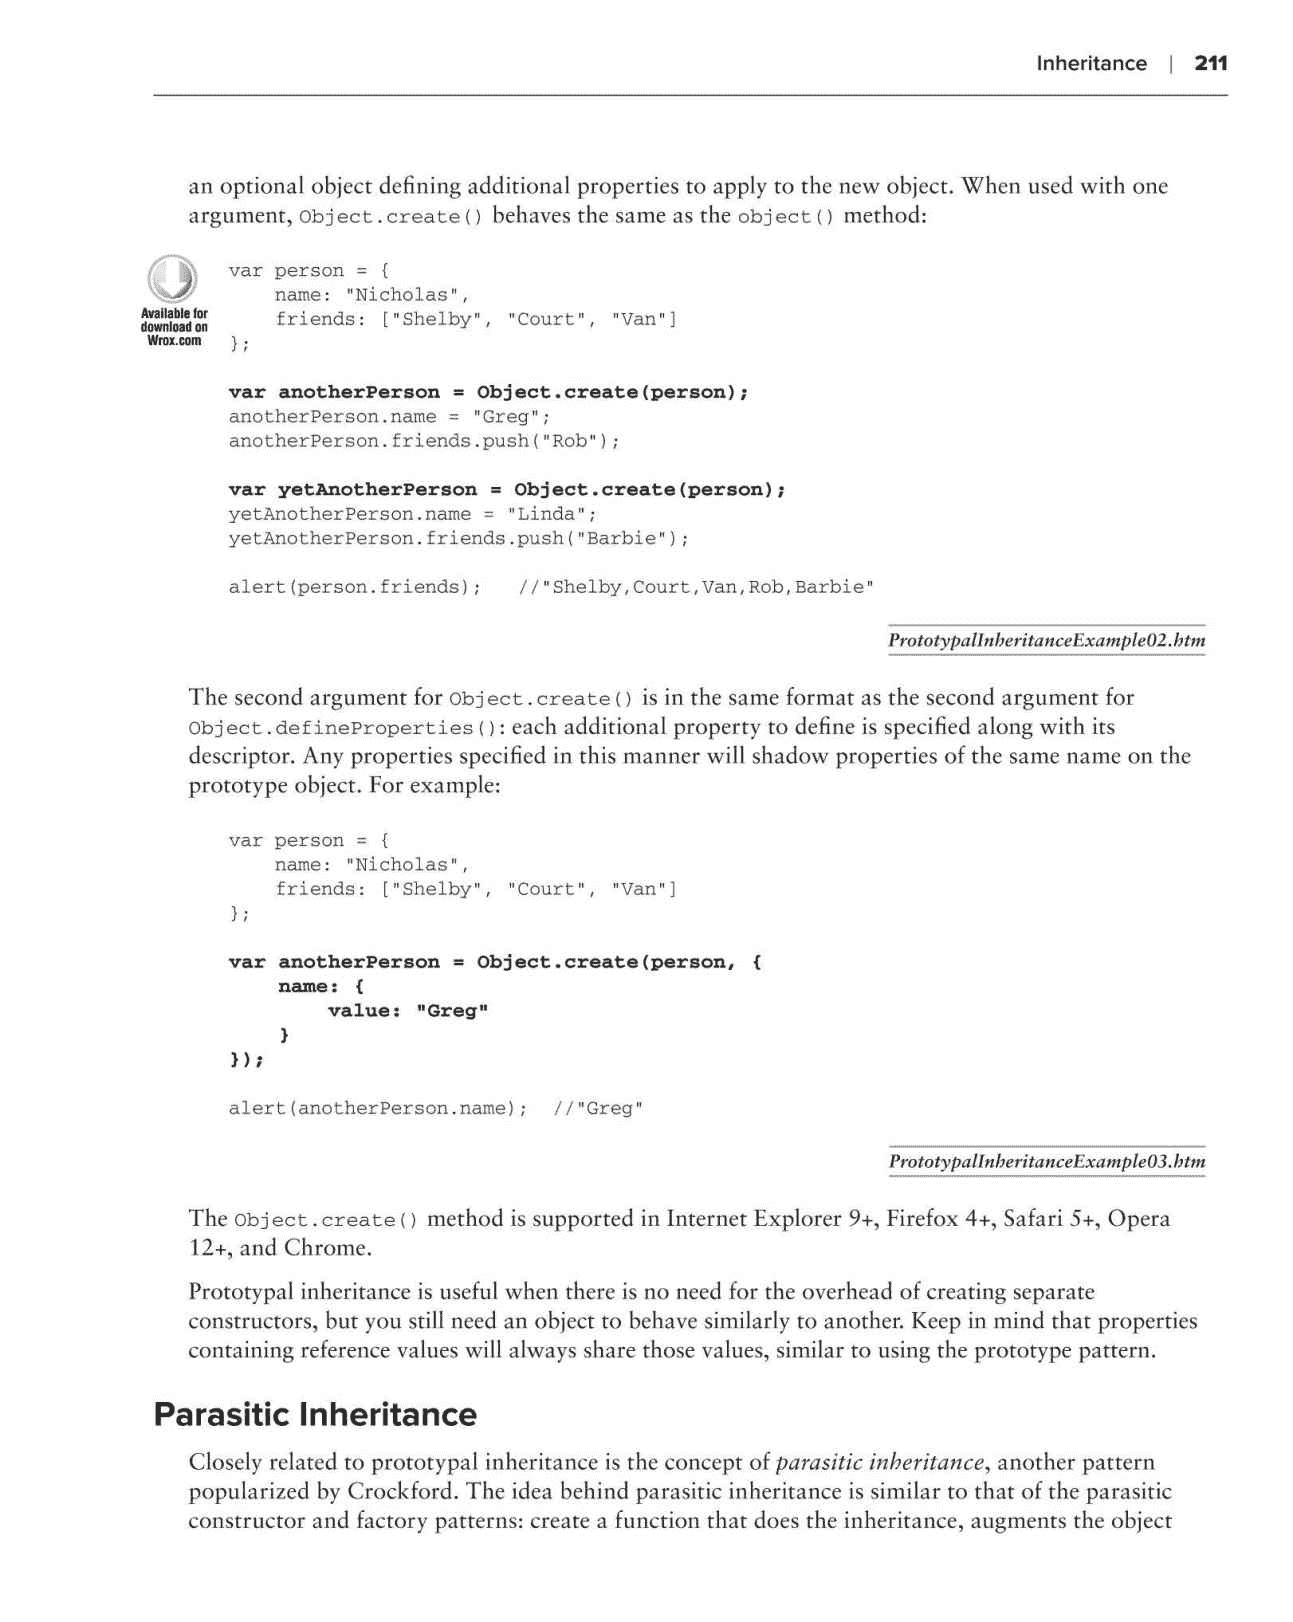 Inheritance | 211
an optional object defining additional properties to apply to the new object. When used with one
argument, Object.create() behaves the same as the object() method:
var person = {
    name: "Nicholas",
    friends: ["Shelby", "Court", "Van"]
};
Available for
download on
Wrox.com
var anotherPerson = Object.create(person);
anotherPerson.name = "Greg";
anotherPerson.friends.push("Rob");
var yetAnotherPerson = Object.create(person);
yetAnotherPerson.name = "Linda";
yetAnotherPerson.friends.push("Barbie");
alert(person.friends);   //"Shelby,Court,Van,Rob,Barbie"
PrototypalInheritanceExample02.htm
The second argument for Object.create() is in the same format as the second argument for
Object.defineProperties(): each additional property to define is specified along with its
descriptor. Any properties specified in this manner will shadow properties of the same name on the
prototype object. For example:
var person = {
    name: "Nicholas",
    friends: ["Shelby", "Court", "Van"]
};
var anotherPerson = Object.create(person, {
    name: {
        value: "Greg"
    }
});
alert(anotherPerson.name);  //"Greg"
PrototypalInheritanceExample03.htm
The Object.create() method is supported in Internet Explorer 9+, Firefox 4+, Safari 5+, Opera
12+, and Chrome.
Prototypal inheritance is useful when there is no need for the overhead of creating separate
constructors, but you still need an object to behave similarly to another. Keep in mind that properties
containing reference values will always share those values, similar to using the prototype pattern.
Parasitic Inheritance
Closely related to prototypal inheritance is the concept of parasitic inheritance, another pattern
popularized by Crockford. The idea behind parasitic inheritance is similar to that of the parasitic
constructor and factory patterns: create a function that does the inheritance, augments the object